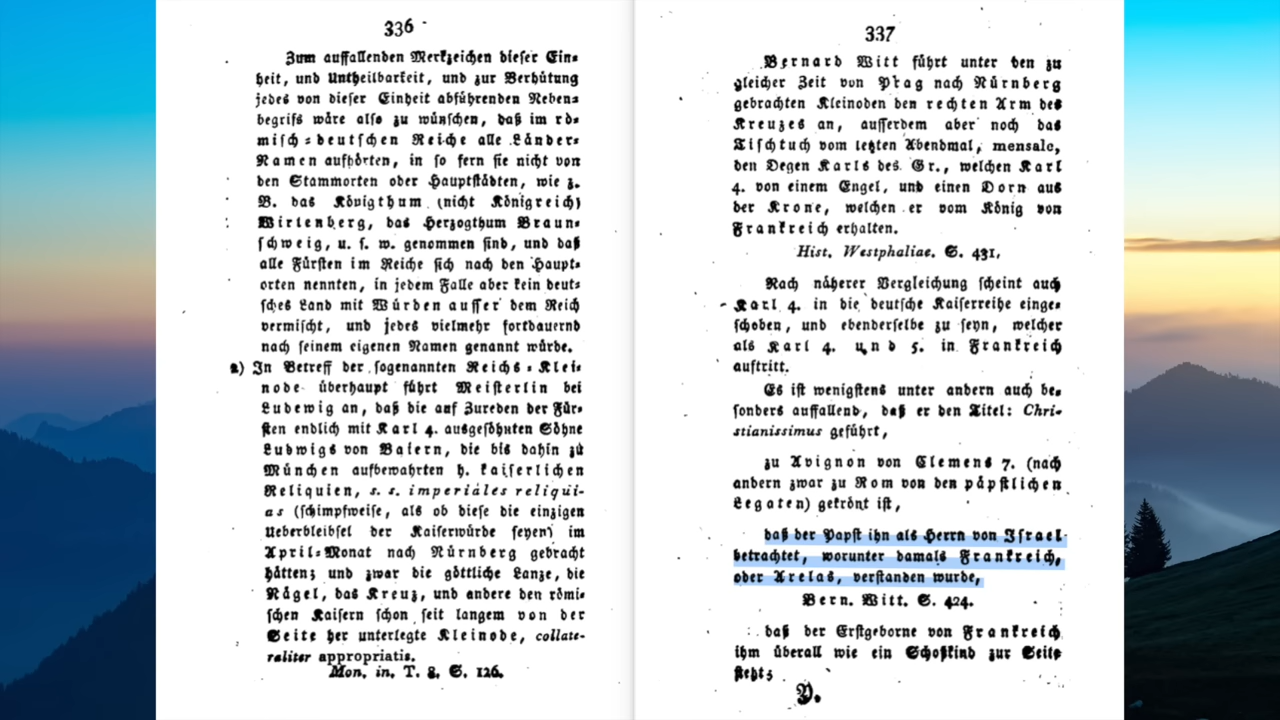 336
Zum auffallenden Merkzeichen dieser Ein=
heit, und Untheilbarkeit, und zur Verhütung
jedes von dieser Einheit abführenden Neben=
begrifs wäre also zu wünschen, daß im rö=
misch=deutschen Reiche alle Länder=
Namen aufhörten, in so fern sie nicht von
den Stammorten oder Hauptstädten, wie z.
B. das Königthum (nicht Königreich)
Wirtenberg, das Herzogthum Braun=
schweig, u. s. w. genommen sind, und daß
alle Fürsten im Reiche sich nach den Haupt=
orten nennten, in jedem Falle aber kein deut=
sches Land mit Würden ausser dem Reich
vermischt, und jedes vielmehr fortdauernd
nach seinem eigenen Namen genannt würde.
2) In Betreff der sogenannten Reichs=Klei=
node überhaupt führt Meisterlin bei
Ludewig an, daß die auf Zureden der Für=
sten endlich mit Karl 4. ausgesöhnten Söhne
Ludwigs von Baiern, die bis dahin zu
München aufbewahrten h. kaiserlichen
Reliquien, s. s. imperiales reliqui-
as (schimpfweise, als ob diese die einzigen
Ueberbleibsel der Kaiserwürde seyen) im
April=Monat nach Nürnberg gebracht
hätten; und zwar die göttliche Lanze, die
Nägel, das Kreuz, und andere den römi=
schen Kaisern schon seit langem von der
Seite her unterlegte Kleinode, collate-
raliter appropriatis.
Mon. in. T. 8. S. 126.
337
Bernard Witt führt unter den zu
gleicher Zeit von Prag nach Nürnberg
gebrachten Kleinoden den rechten Arm des
Kreuzes an, ausserdem aber noch das
Tischtuch vom letzten Abendmal, mensale,
den Degen Karls des Gr., welchen Karl
4. von einem Engel, und einen Dorn aus
der Krone, welchen er vom König von
Frankreich erhalten.
Hist. Westphaliae. S. 431.
Nach näherer Vergleichung scheint auch
Karl 4. in die deutsche Kaiserreihe einge=
schoben, und ebenderselbe zu seyn, welcher
als Karl 4. und 5. in Frankreich
auftritt.
Es ist wenigstens unter andern auch be=
sonders auffallend, daß er den Titel: Chri-
stianissimus geführt,
zu Avignon von Clemens 7. (nach
andern zwar zu Rom von den päpstlichen
Legaten) gekrönt ist,
daß der Papst ihn als Herrn von Israel
betrachtet, worunter damals Frankreich,
oder Arelas, verstanden wurde,
Bern. Witt. S. 424.
daß der Erstgeborne von Frankreich
ihm überall wie ein Schoßkind zur Seite
steht;
Y.